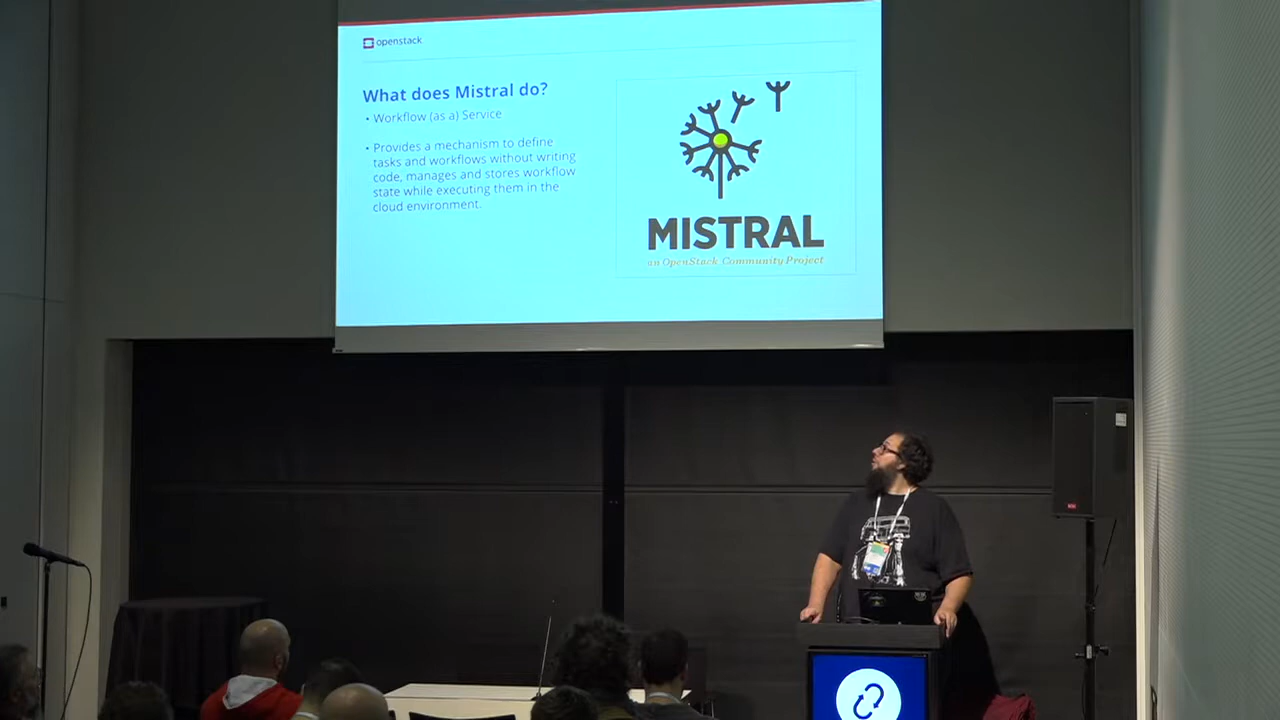 openstack
What does Mistral do?
• Workflow (as a) Service
• Provides a mechanism to define
tasks and workflows without writing
code, manages and stores workflow
state while executing them in the
cloud environment.
MISTRAL
an OpenStack Community Project